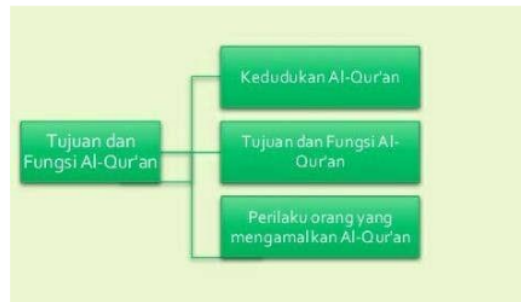 Kedudukan Al-Qur'an
Tujuan dan
Fungsi Al-Qur'an
Tujuan dan Fungsi Al-
Qur'an
Perilaku orang yang
mengamalkan Al-Qur'an